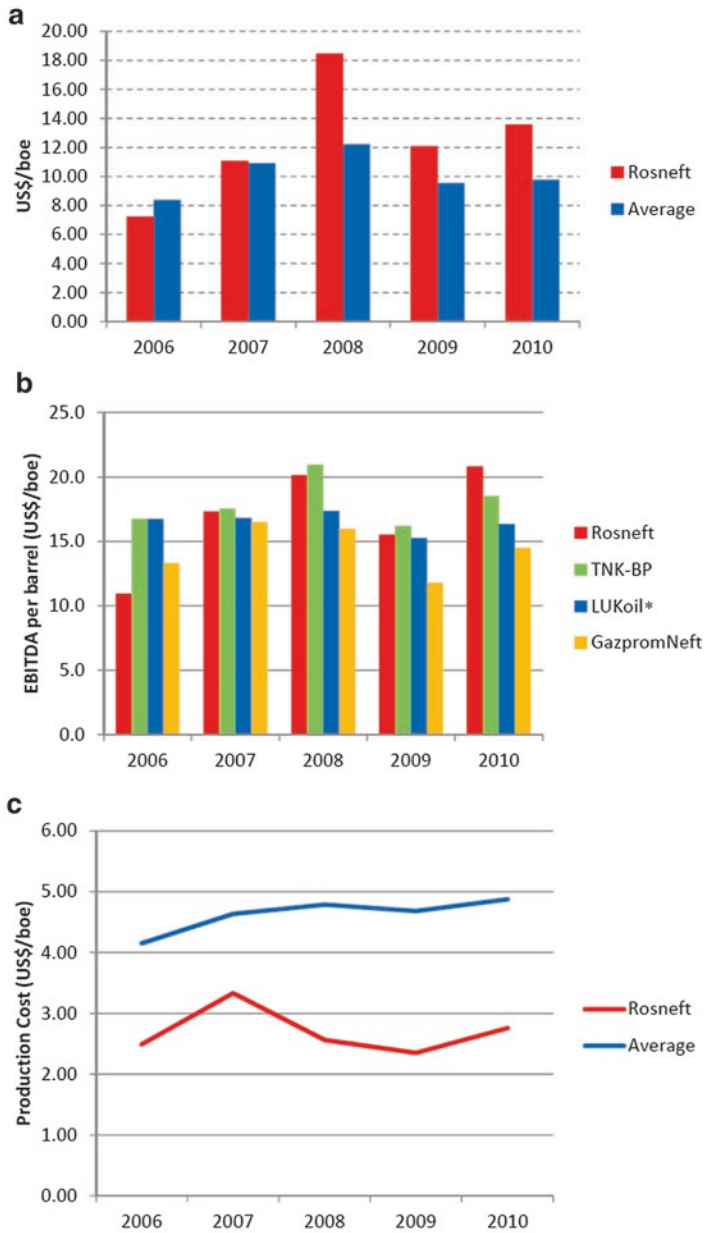 a
US$/boe
20.00
18.00
16.00
14.00
12.00
10.00
8.00
6.00
4.00
2.00
0.00
2006 2007 2008 2009 2010
Rosneft
Average
b
EBITDA per barrel (US$/boe)
25.0
20.0
15.0
10.0
5.0
0.0
2006 2007 2008 2009 2010
Rosneft
TNK-BP
LUKoil*
GazpromNeft
c
Production Cost (US$/boe)
6.00
5.00
4.00
3.00
2.00
1.00
0.00
2006 2007 2008 2009 2010
Rosneft
Average